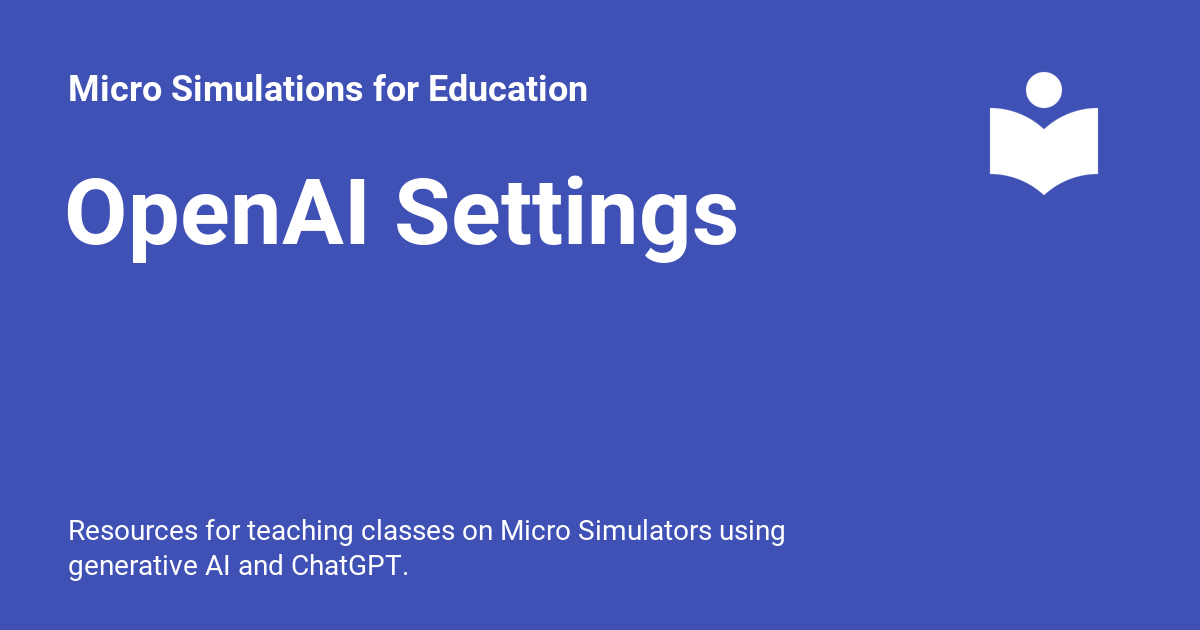 Micro Simulations for Education
OpenAI Settings
Resources for teaching classes on Micro Simulators using
generative AI and ChatGPT.